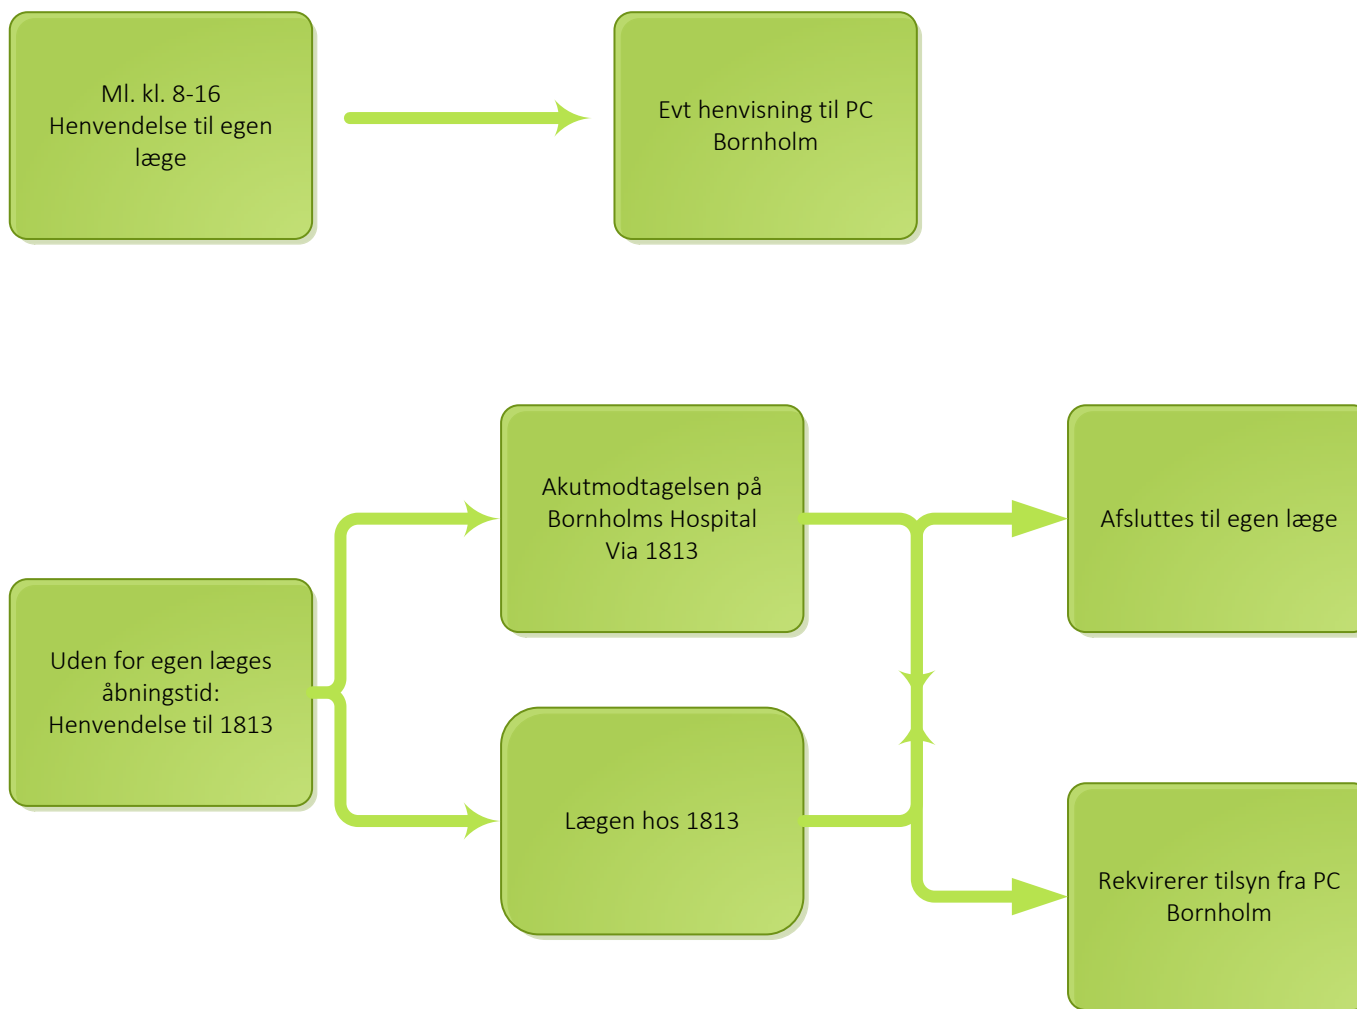 Ml. kl. 8-16
Henvendelse til egen
læge
Evt henvisning til PC
Bornholm
Akutmodtagelsen på
Bornholms Hospital
Via 1813
Afsluttes til egen læge
Uden for egen læges
åbningstid:
Henvendelse til 1813
Lægen hos 1813
Rekvirerer tilsyn fra PC
Bornholm